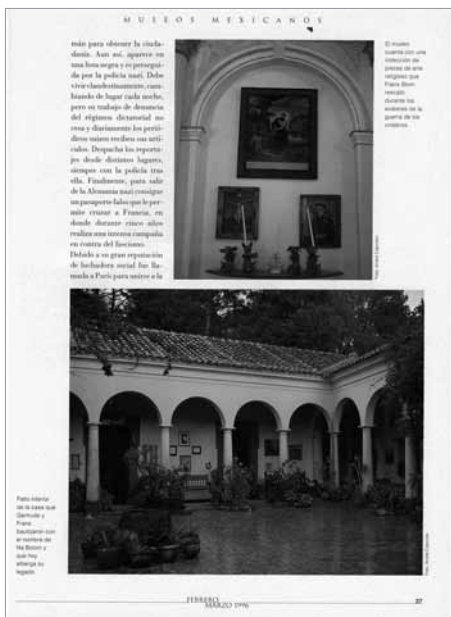 MUSEOS MEXICANOS
mán para obtener la ciuda-
danía. Aun así, aparece en
una lista negra y es persegui-
da por la policía nazi. Debe
vivir clandestinamente, cam-
biando de lugar cada noche,
pero su trabajo de denuncia
del régimen dictatorial no
cesa y diariamente los perió-
dicos suizos reciben sus artí-
culos. Despacha los reporta-
jes desde distintos lugares,
siempre con la policía tras
ella. Finalmente, para salir
de la Alemania nazi consigue
un pasaporte falso que le per-
mite cruzar a Francia, en
donde durante cinco años
realiza una intensa campaña
en contra del fascismo.
Debido a su gran reputación
de luchadora social fue lla-
mada a París para unirse a la
El museo
cuenta con una
colección de
piezas de arte
religioso que
Frans Blom
rescató
durante los
avatares de la
guerra de los
cristeros.
Patio interior
de la casa que
Gertrude y
Frans
bautizaron con
el nombre de
Na Bolom y
que hoy
alberga su
legado.
FEBRERO,
MARZO 1996
37